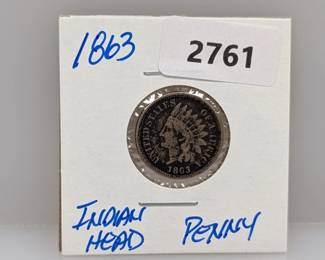 1863
2761
UNITED STATES OF AMERICA
1863
INDIAN HEAD
PENNY